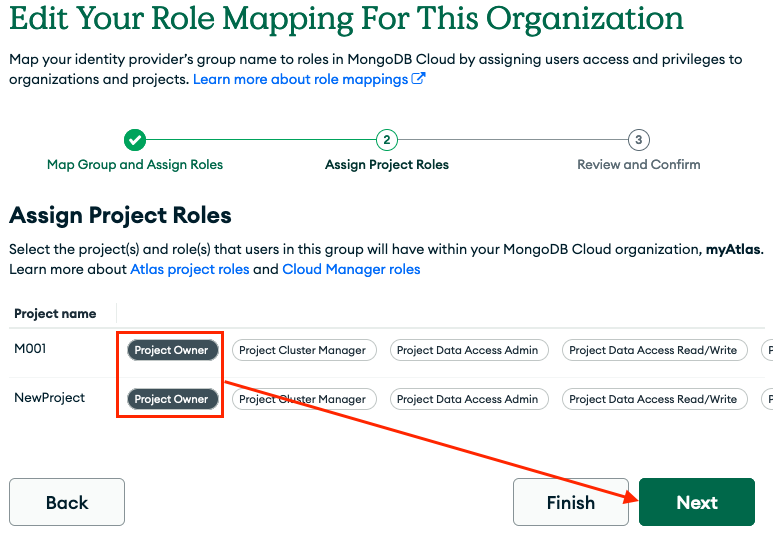 Edit Your Role Mapping For This Organization
Map your identity provider's group name to roles in MongoDB Cloud by assigning users access and privileges to
organizations and projects. Learn more about role mappings
2
3
Map Group and Assign Roles
Assign Project Roles
Review and Confirm
Assign Project Roles
Select the project(s) and role(s) that users in this group will have within your MongoDB Cloud organization, myAtlas.
Learn more about Atlas project roles and Cloud Manager roles
Project name
M001 Project Owner Project Cluster Manager Project Data Access Admin Project Data Access Read/Write
NewProject Project Owner Project Cluster Manager Project Data Access Admin Project Data Access Read/Write
Back Finish Next